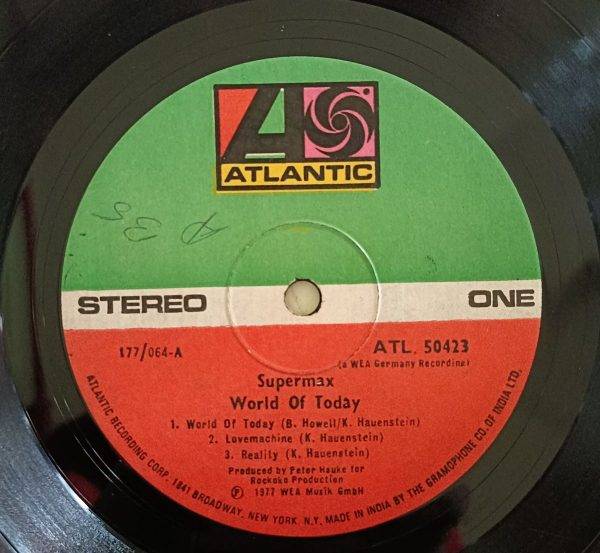 ATLANTIC
A 35
STEREO ONE
177/064-A ATL. 50423
(a WEA Germany Recording)
Supermax
World Of Today
1. World Of Today (B. Howell/K. Hauenstein)
2. Lovemachine (K. Hauenstein)
3. Reality (K. Hauenstein)
Produced by Peter Hauke for
Rockoko Production
Ⓟ 1977 WEA Musik GmbH
ATLANTIC RECORDING CORP. 1841 BROADWAY, NEW YORK. N.Y. MADE IN INDIA BY THE GRAMOPHONE CO. OF INDIA LTD.